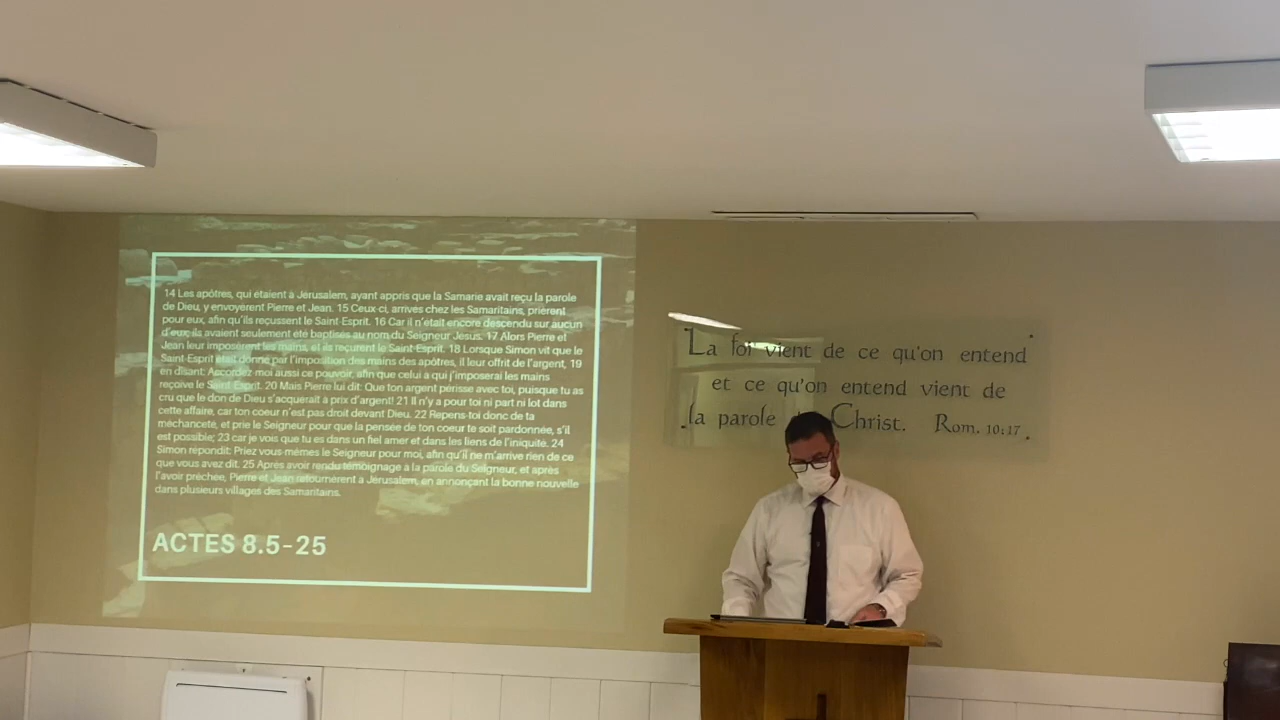 14 Les apôtres, qui étaient à Jérusalem, ayant appris que la Samarie avait reçu la parole
de Dieu, y envoyèrent Pierre et Jean. 15 Ceux-ci, arrivés chez les Samaritains, prièrent
pour eux, afin qu'ils reçussent le Saint-Esprit. 16 Car il n'était encore descendu sur aucun
d'eux; ils avaient seulement été baptisés au nom du Seigneur Jésus. 17 Alors Pierre et
Jean leur imposèrent les mains, et ils reçurent le Saint-Esprit. 18 Lorsque Simon vit que le
Saint-Esprit était donné par l'imposition des mains des apôtres, il leur offrit de l'argent, 19
en disant: Accordez-moi aussi ce pouvoir, afin que celui à qui j'imposerai les mains
reçoive le Saint-Esprit. 20 Mais Pierre lui dit: Que ton argent périsse avec toi, puisque tu as
cru que le don de Dieu s'acquérait à prix d'argent! 21 Il n'y a pour toi ni part ni lot dans
cette affaire, car ton coeur n'est pas droit devant Dieu. 22 Repens-toi donc de ta
méchanceté, et prie le Seigneur pour que la pensée de ton coeur te soit pardonnée, s'il
est possible; 23 car je vois que tu es dans un fiel amer et dans les liens de l'iniquité. 24
Simon répondit: Priez vous-mêmes le Seigneur pour moi, afin qu'il ne m'arrive rien de ce
que vous avez dit. 25 Après avoir rendu témoignage à la parole du Seigneur, et après
l'avoir prêchée, Pierre et Jean retournèrent à Jérusalem, en annonçant la bonne nouvelle
dans plusieurs villages des Samaritains.
ACTES 8.5-25
La foi vient de ce qu'on entend
et ce qu'on entend vient de
la parole Christ. Rom. 10:17